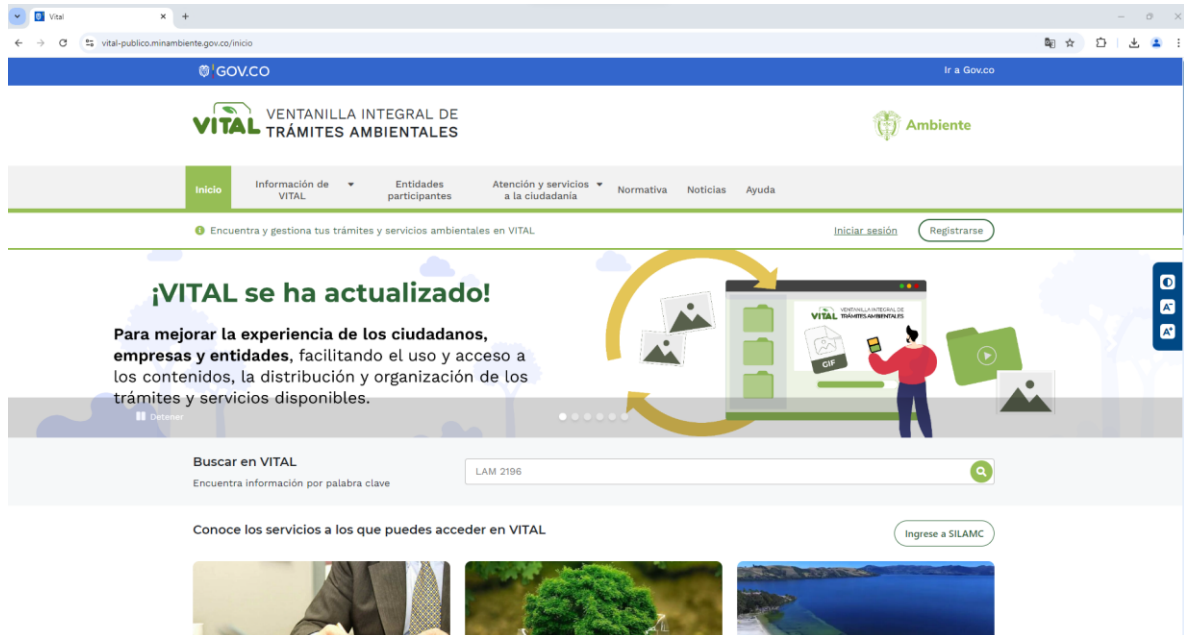 Vital
vital-publico.minambiente.gov.co/inicio
GOV.CO
Ir a Gov.co
VITAL
VENTANILLA INTEGRAL DE
TRÁMITES AMBIENTALES
Ambiente
Inicio
Información de
VITAL
Entidades
participantes
Atención y servicios
a la ciudadanía
Normativa
Noticias
Ayuda
Encuentra y gestiona tus trámites y servicios ambientales en VITAL
Iniciar sesión
Registrarse
¡VITAL se ha actualizado!
Para mejorar la experiencia de los ciudadanos,
empresas y entidades, facilitando el uso y acceso a
los contenidos, la distribución y organización de los
trámites y servicios disponibles.
VITAL
VENTANILLA INTEGRAL DE
TRÁMITES AMBIENTALES
GIF
A-
A+
Detener
Buscar en VITAL
Encuentra información por palabra clave
LAM 2196
Conoce los servicios a los que puedes acceder en VITAL
Ingrese a SILAMC